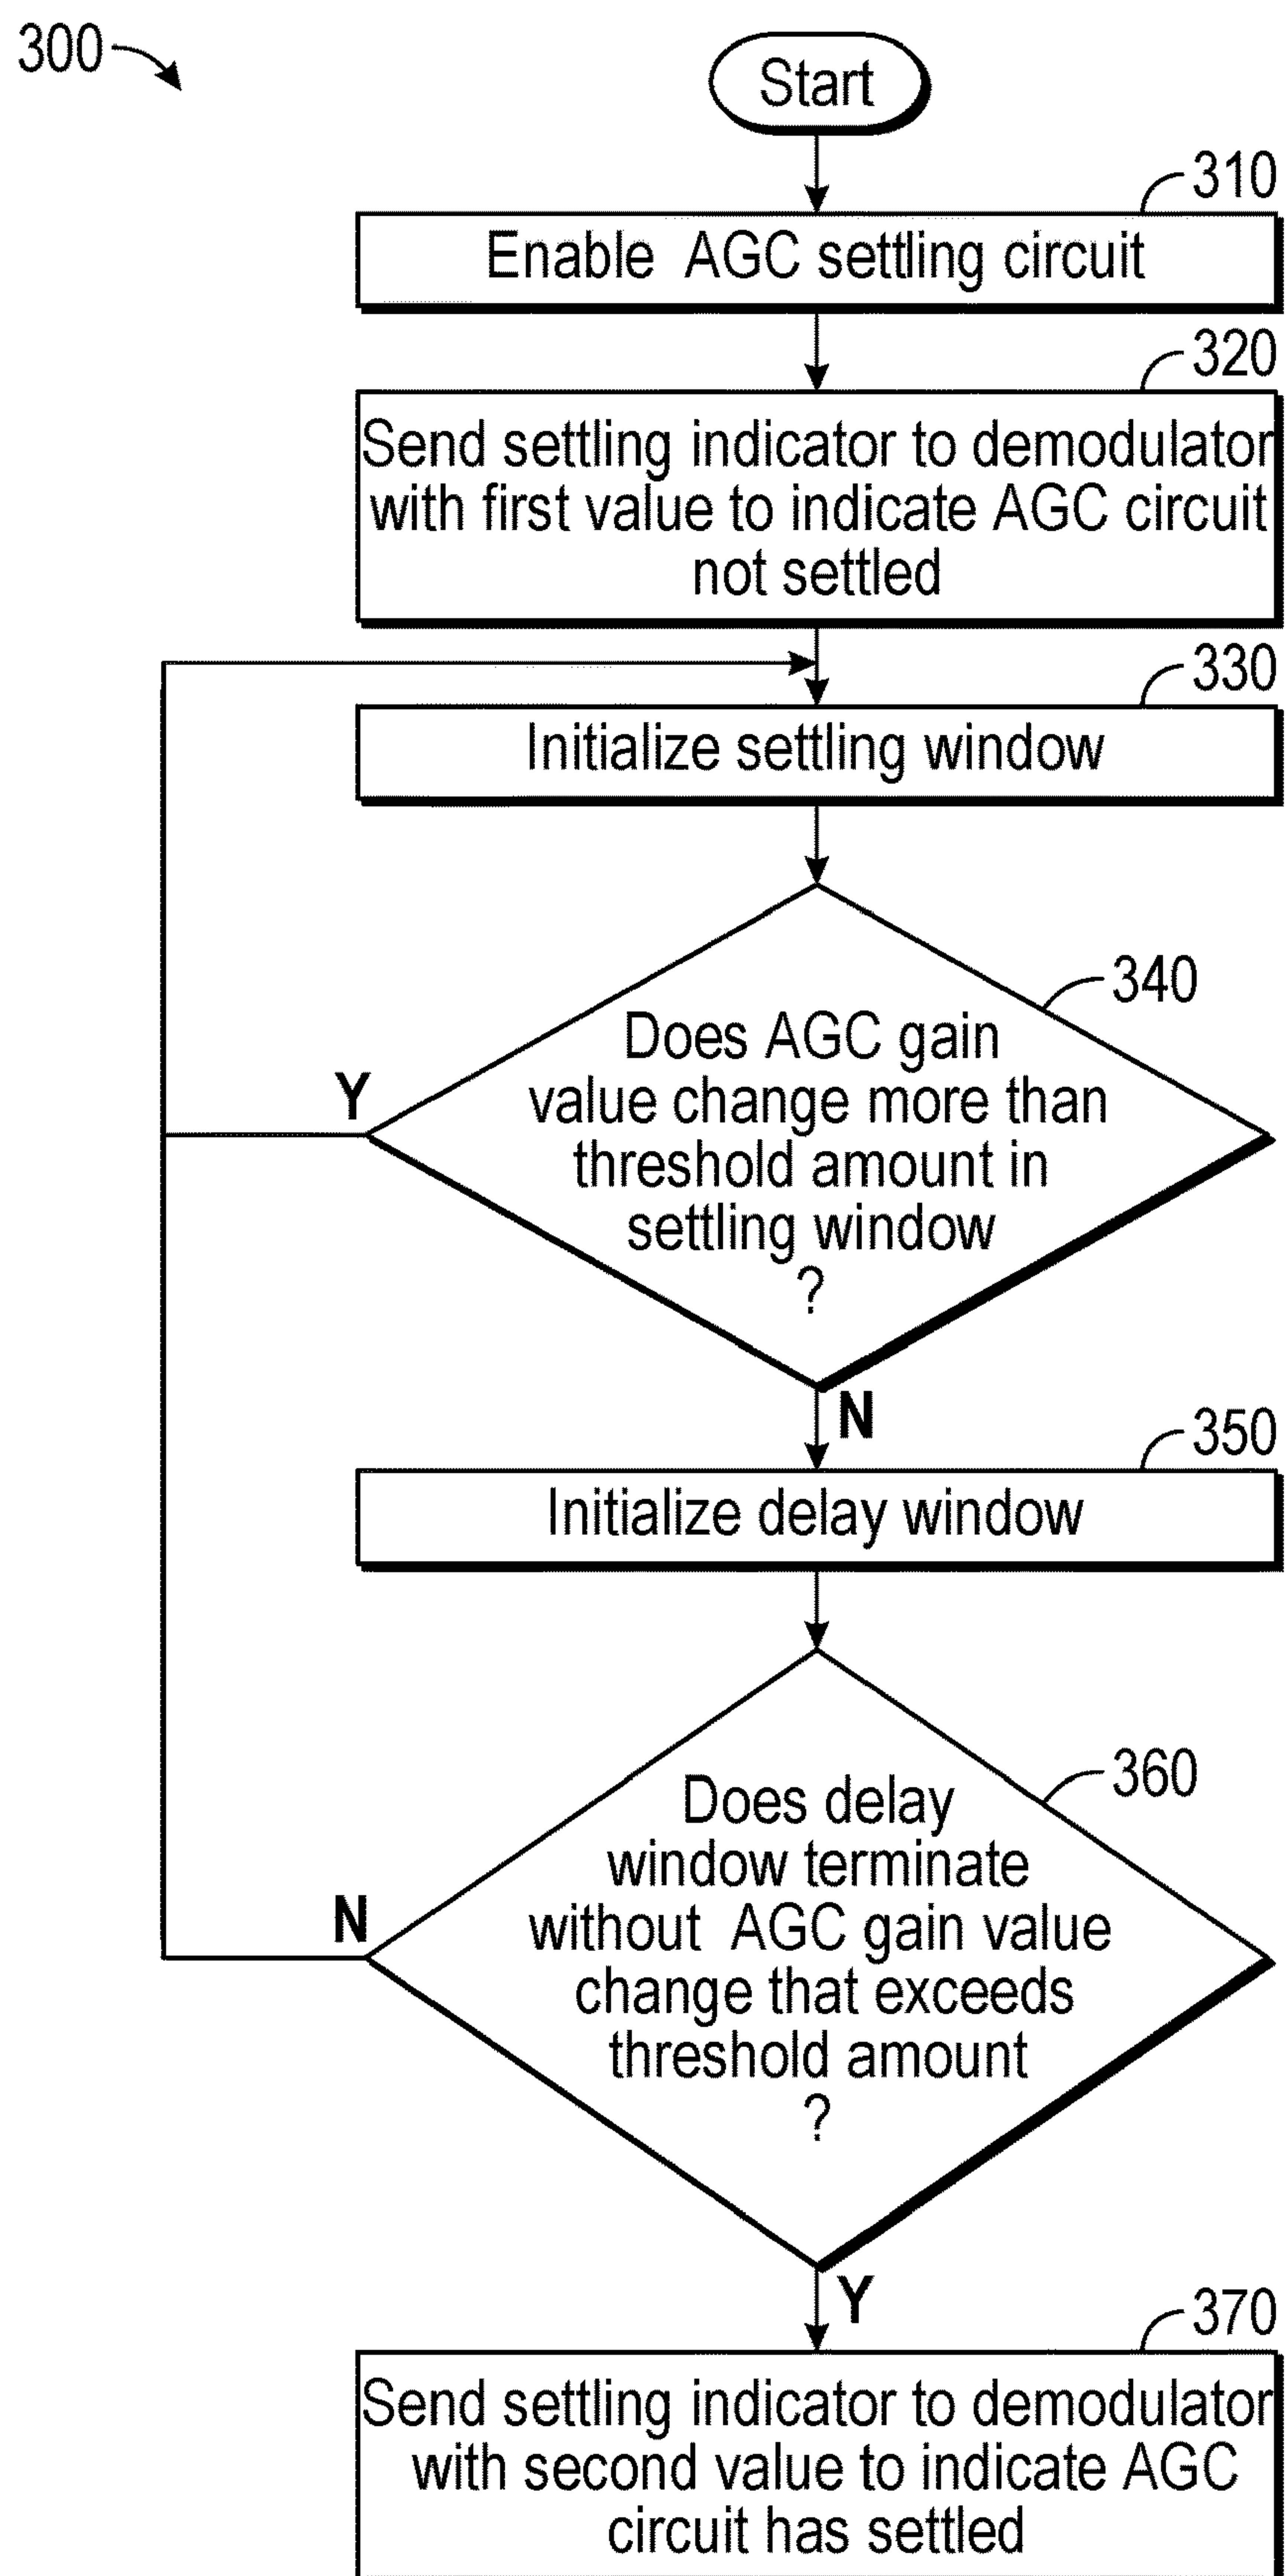 300
Start
310
Enable AGC settling circuit
320
Send settling indicator to demodulator
with first value to indicate AGC circuit
not settled
330
Initialize settling window
340
Does AGC gain
value change more than
threshold amount in
settling window
?
Y
N
350
Initialize delay window
360
Does delay
window terminate
without AGC gain value
change that exceeds
threshold amount
?
N
Y
370
Send settling indicator to demodulator
with second value to indicate AGC
circuit has settled